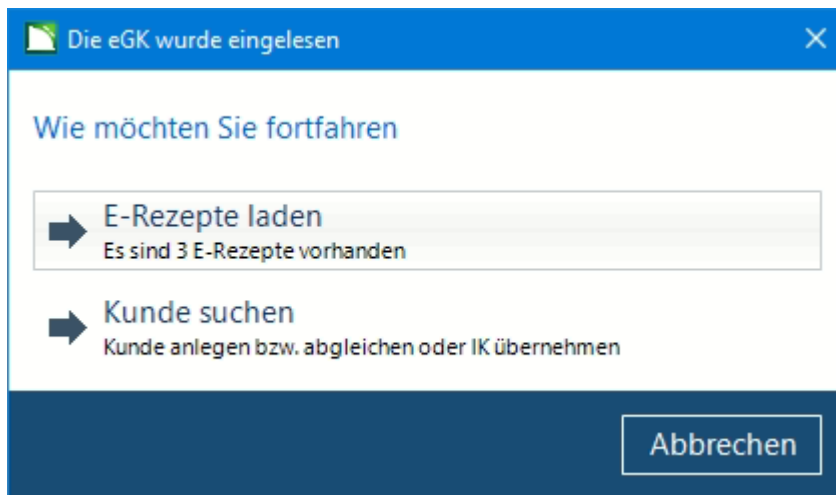 Die eGK wurde eingelesen
Wie möchten Sie fortfahren
E-Rezepte laden
Es sind 3 E-Rezepte vorhanden
Kunde suchen
Kunde anlegen bzw. abgleichen oder IK übernehmen
Abbrechen